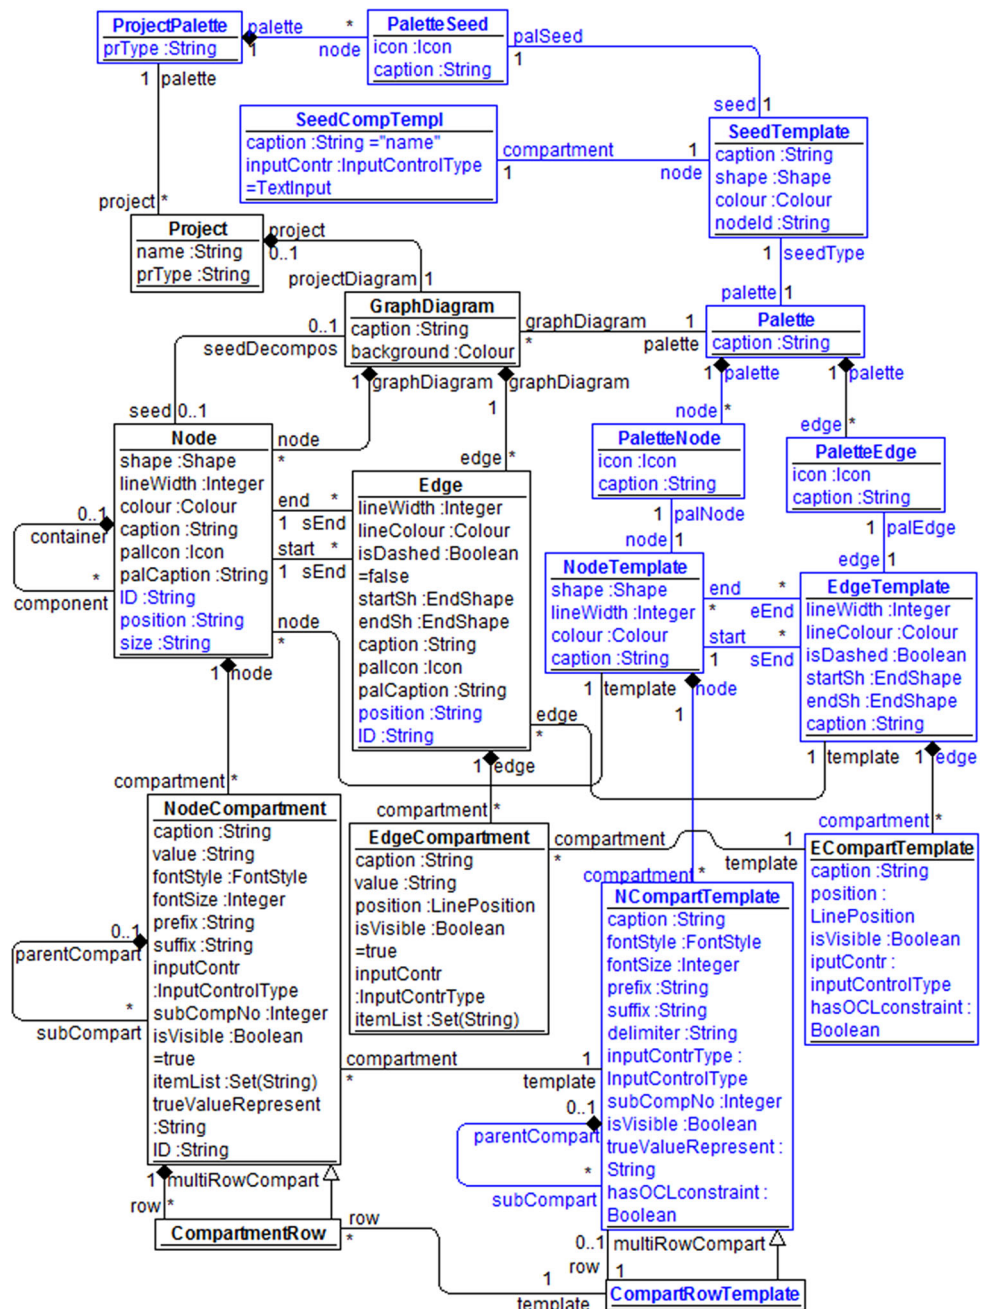 ProjectPalette
prType :String
palette
*
1
node
PaletteSeed
icon :Icon
caption :String
palSeed
1
1
palette
seed
1
SeedCompTempl
caption :String ="name"
inputContr :InputControlType
=TextInput
compartment
1
1
node
SeedTemplate
caption :String
shape :Shape
colour :Colour
nodeId :String
project
*
Project
name :String
prType :String
project
0..1
projectDiagram
1
1
seedType
palette
1
GraphDiagram
caption :String
background :Colour
0..1
seedDecompos
graphDiagram
*
1
palette
Palette
caption :String
1
graphDiagram
graphDiagram
1
1
palette
1
palette
seed
0..1
node
*
edge
*
node
*
edge
*
Node
shape :Shape
lineWidth :Integer
colour :Colour
caption :String
palIcon :Icon
palCaption :String
ID :String
position :String
size :String
0..1
container
*
component
end
*
1
sEnd
start
*
1
sEnd
node
*
1
node
Edge
lineWidth :Integer
lineColour :Colour
isDashed :Boolean
=false
startSh :EndShape
endSh :EndShape
caption :String
palIcon :Icon
palCaption :String
position :String
ID :String
edge
*
1
edge
PaletteNode
icon :Icon
caption :String
1
palNode
node
1
PaletteEdge
icon :Icon
caption :String
1
palEdge
edge
1
NodeTemplate
shape :Shape
lineWidth :Integer
colour :Colour
caption :String
end
*
*
eEnd
start
*
1
sEnd
1
template
node
1
EdgeTemplate
lineWidth :Integer
lineColour :Colour
isDashed :Boolean
startSh :EndShape
endSh :EndShape
caption :String
1
template
1
edge
compartment
*
compartment
*
compartment
*
compartment
*
NodeCompartment
caption :String
value :String
fontStyle :FontStyle
fontSize :Integer
prefix :String
suffix :String
inputContr
:InputControlType
subCompNo :Integer
isVisible :Boolean
=true
itemList :Set(String)
trueValueRepresent
:String
ID :String
0..1
parentCompart
*
subCompart
EdgeCompartment
caption :String
value :String
position :LinePosition
isVisible :Boolean
=true
inputContr
:InputContrType
itemList :Set(String)
compartment
*
1
template
ECompartTemplate
caption :String
position :
LinePosition
isVisible :Boolean
iputContr :
inputControlType
hasOCLconstraint :
Boolean
NCompartTemplate
caption :String
fontStyle :FontStyle
fontSize :Integer
prefix :String
suffix :String
delimiter :String
inputContrType :
InputControlType
subCompNo :Integer
isVisible :Boolean
trueValueRepresent :
String
hasOCLconstraint :
Boolean
compartment
*
1
template
0..1
parentCompart
*
subCompart
1
multiRowCompart
row
*
CompartmentRow
row
*
1
template
0..1
multiRowCompart
row
1
CompartRowTemplate